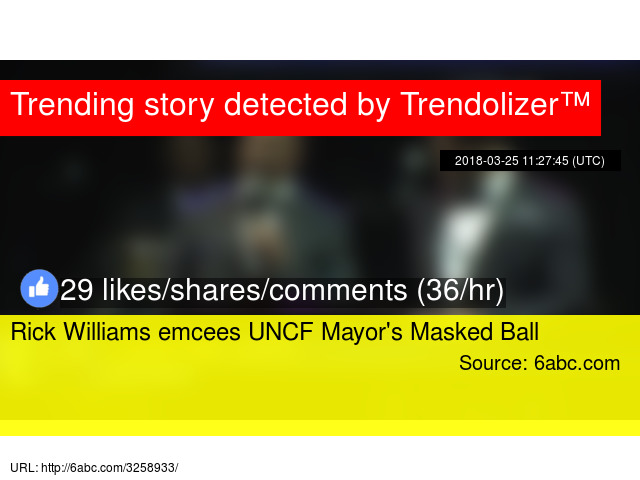 Trending story detected by Trendolizer™
2018-03-25 11:27:45 (UTC)
29 likes/shares/comments (36/hr)
Rick Williams emcees UNCF Mayor's Masked Ball
Source: 6abc.com
URL: http://6abc.com/3258933/